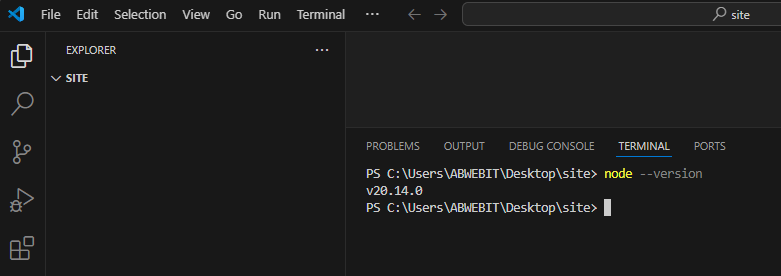 File Edit Selection View Go Run Terminal ... site
EXPLORER ...
SITE
PROBLEMS OUTPUT DEBUG CONSOLE TERMINAL PORTS
PS C:\Users\ABWEBIT\Desktop\site> node --version
v20.14.0
PS C:\Users\ABWEBIT\Desktop\site>